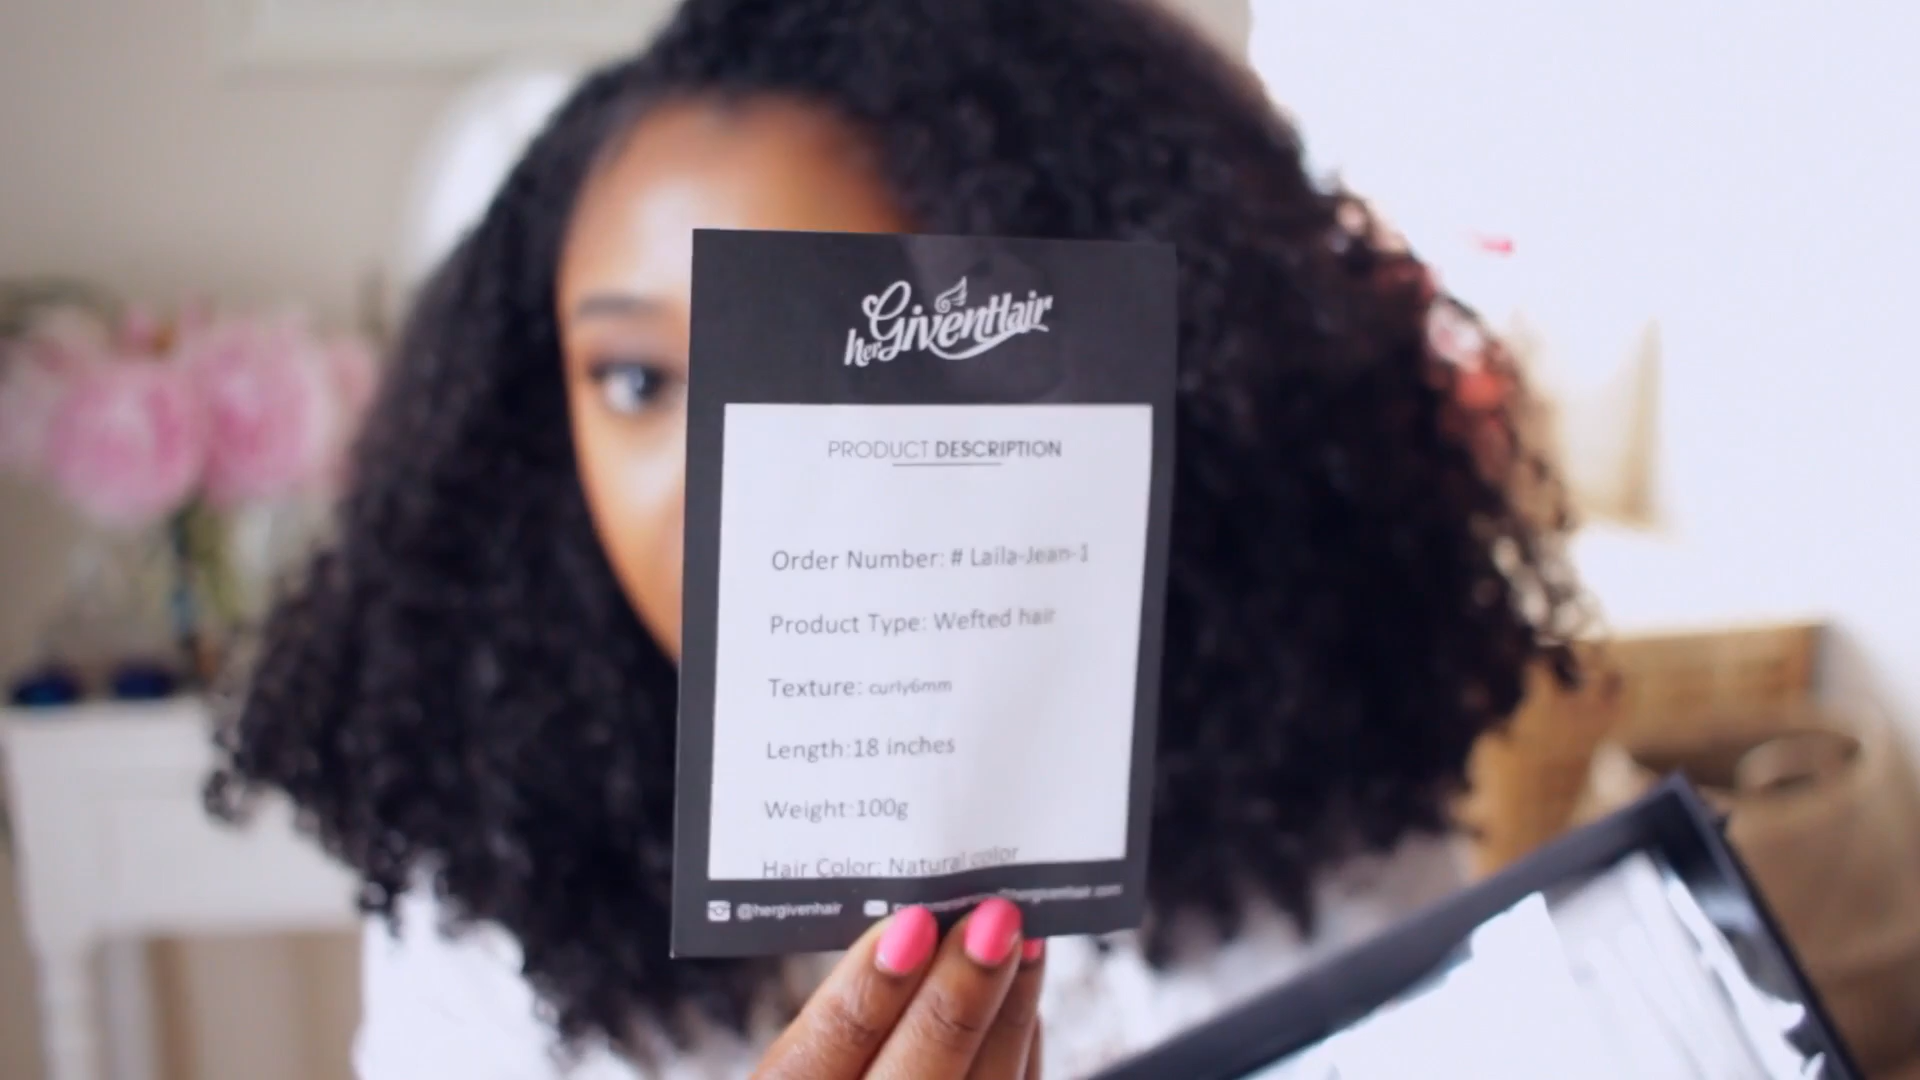 herGivenHair
PRODUCT DESCRIPTION
Order Number: # Laila-Jean-1
Product Type: Wefted hair
Texture: curly6mm
Length:18 inches
Weight:100g
Hair Color: Natural color
@hergivenhair